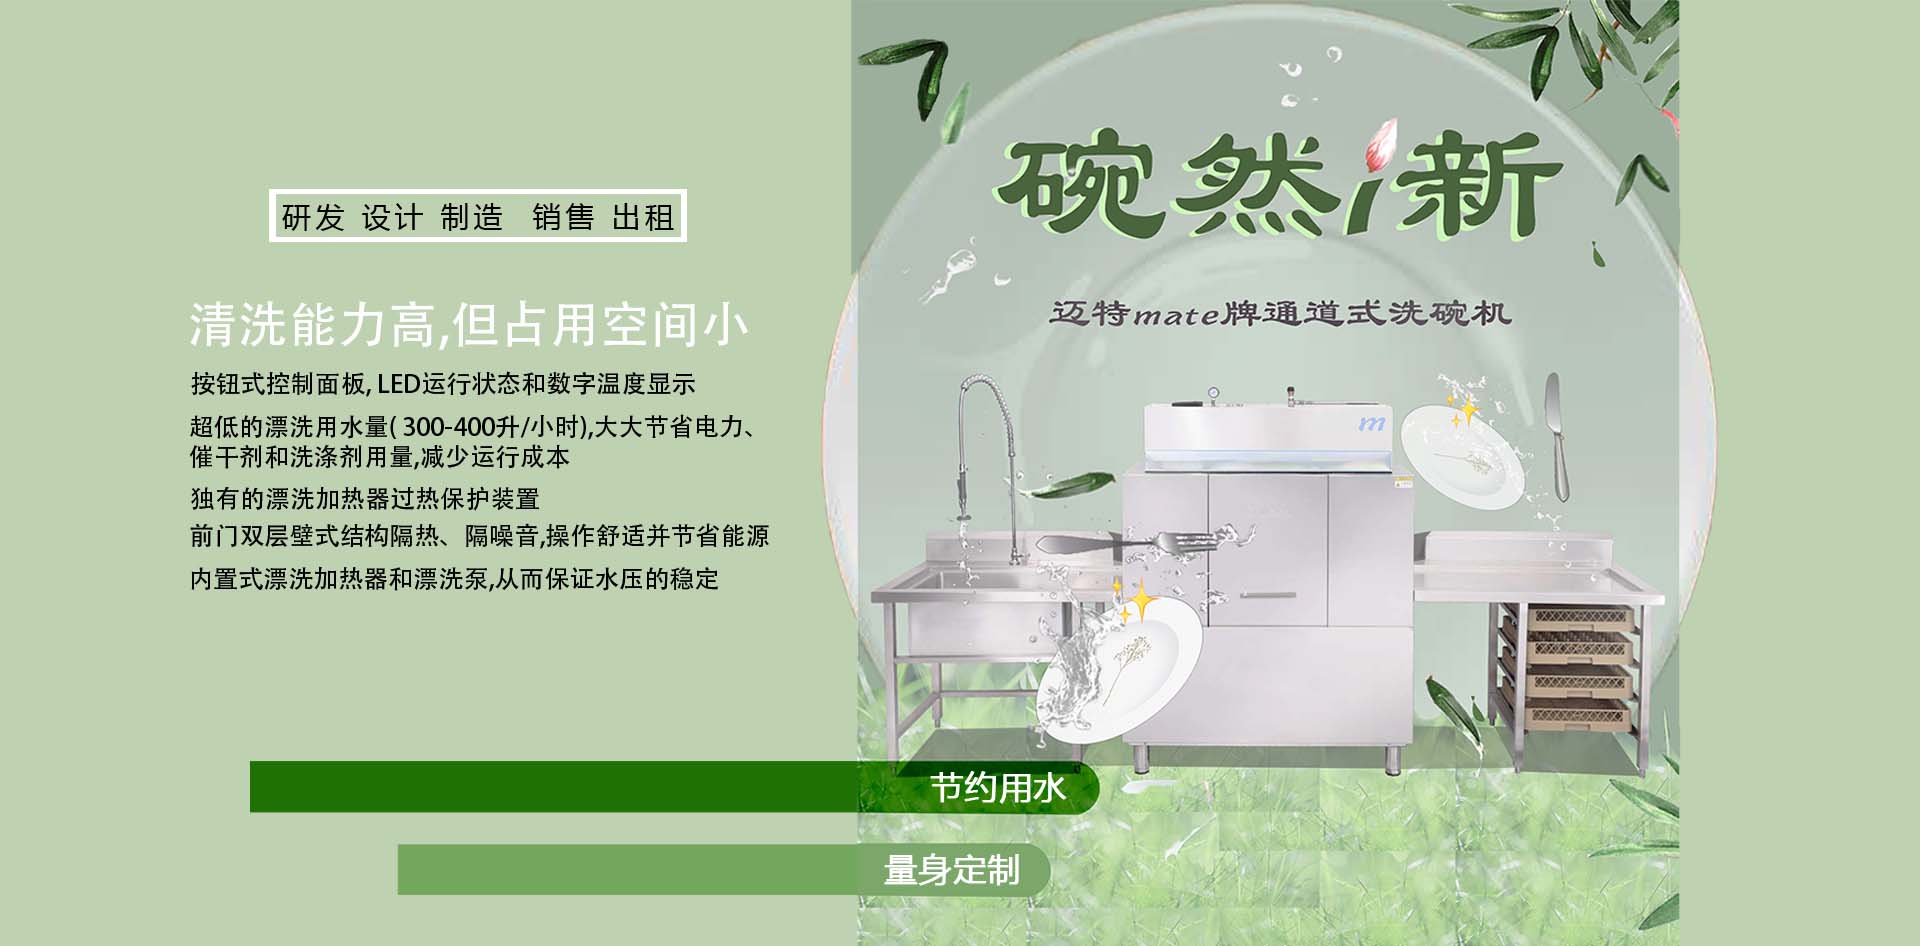 研发 设计 制造 销售 出租
清洗能力高,但占用空间小
按钮式控制面板, LED运行状态和数字温度显示
超低的漂洗用水量( 300-400升/小时),大大节省电力、
催干剂和洗涤剂用量,减少运行成本
独有的漂洗加热器过热保护装置
前门双层壁式结构隔热、隔噪音,操作舒适并节省能源
内置式漂洗加热器和漂洗泵,从而保证水压的稳定
碗然i新
迈特mate牌通道式洗碗机
m
节约用水
量身定制